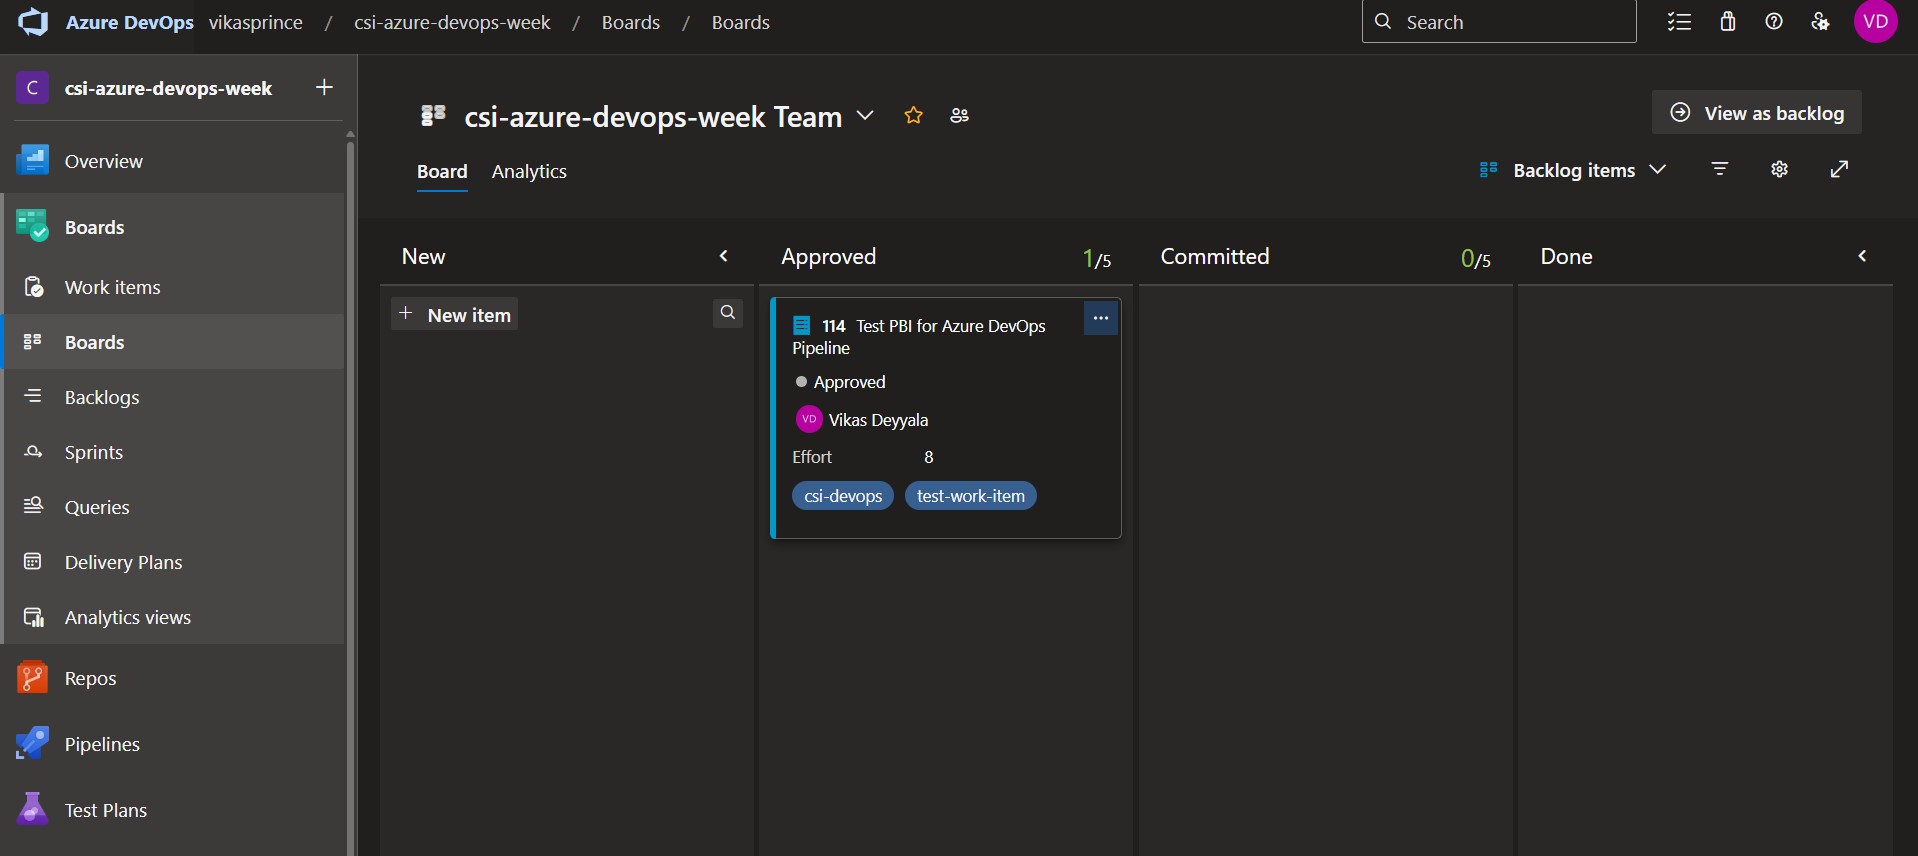 Azure DevOps vikasprince / csi-azure-devops-week / Boards / Boards
Search
VD
C csi-azure-devops-week
Overview
Boards
Work items
Boards
Backlogs
Sprints
Queries
Delivery Plans
Analytics views
Repos
Pipelines
Test Plans
csi-azure-devops-week Team
View as backlog
Board Analytics
Backlog items
New
+ New item
Approved 1/5
114 Test PBI for Azure DevOps
Pipeline
Approved
VD Vikas Deyyala
Effort 8
csi-devops test-work-item
Committed 0/5
Done